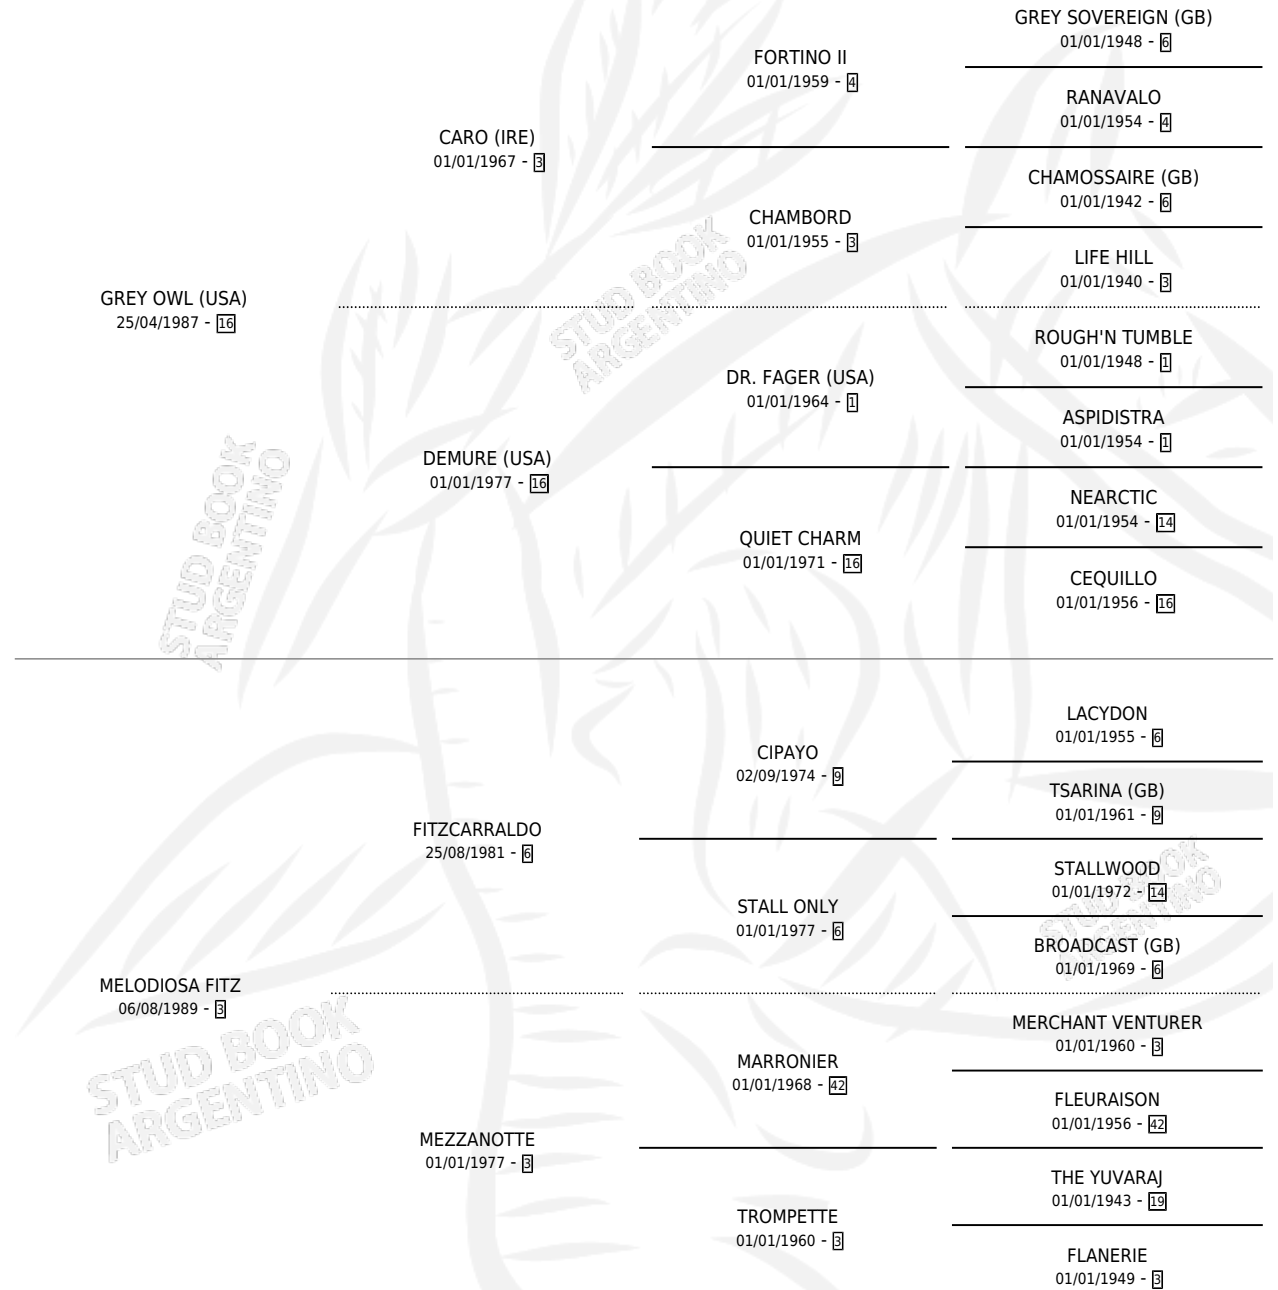 GREY SOVEREIGN (GB)
01/01/1948 - 6
FORTINO II
01/01/1959 - 4
RANAVALO
01/01/1954 - 4
CARO (IRE)
01/01/1967 - 3
CHAMOSSAIRE (GB)
01/01/1942 - 6
CHAMBORD
01/01/1955 - 3
LIFE HILL
01/01/1940 - 3
GREY OWL (USA)
25/04/1987 - 16
STUD BOOK
ARGENTINO
ROUGH'N TUMBLE
01/01/1948 - 1
DR. FAGER (USA)
01/01/1964 - 1
ASPIDISTRA
01/01/1954 - 1
DEMURE (USA)
01/01/1977 - 16
NEARCTIC
01/01/1954 - 14
QUIET CHARM
01/01/1971 - 16
CEQUILLO
01/01/1956 - 16
STUD BOOK
ARGENTINO
LACYDON
01/01/1955 - 6
CIPAYO
02/09/1974 - 9
TSARINA (GB)
01/01/1961 - 9
FITZCARRALDO
25/08/1981 - 6
STALLWOOD
01/01/1972 - 14
STALL ONLY
01/01/1977 - 6
BROADCAST (GB)
01/01/1969 - 6
STUD BOOK
ARGENTINO
MELODIOSA FITZ
06/08/1989 - 3
MERCHANT VENTURER
01/01/1960 - 3
MARRONIER
01/01/1968 - 42
FLEURAISON
01/01/1956 - 42
STUD BOOK
ARGENTINO
MEZZANOTTE
01/01/1977 - 3
THE YUVARAJ
01/01/1943 - 19
TROMPETTE
01/01/1960 - 3
FLANERIE
01/01/1949 - 3